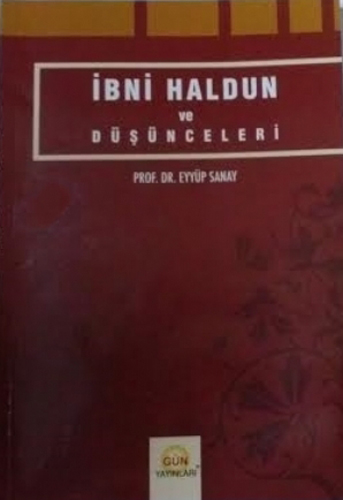 İBNİ HALDUN
ve
DÜŞÜNCELERİ
PROF. DR. EYYÜP SANAY
GÜN
YAYINLARI